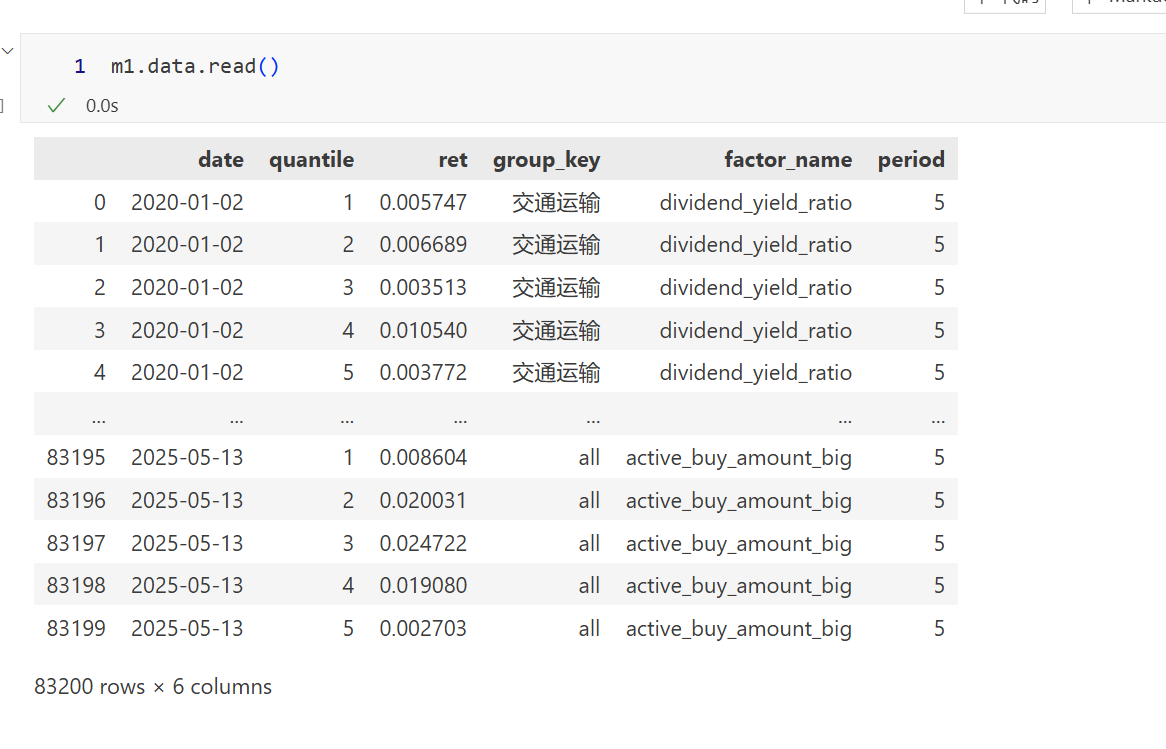 1 m1.data.read()
0.0s
date quantile ret group_key factor_name period
0 2020-01-02 1 0.005747 交通运输 dividend_yield_ratio 5
1 2020-01-02 2 0.006689 交通运输 dividend_yield_ratio 5
2 2020-01-02 3 0.003513 交通运输 dividend_yield_ratio 5
3 2020-01-02 4 0.010540 交通运输 dividend_yield_ratio 5
4 2020-01-02 5 0.003772 交通运输 dividend_yield_ratio 5
... ... ... ... ... ... ...
83195 2025-05-13 1 0.008604 all active_buy_amount_big 5
83196 2025-05-13 2 0.020031 all active_buy_amount_big 5
83197 2025-05-13 3 0.024722 all active_buy_amount_big 5
83198 2025-05-13 4 0.019080 all active_buy_amount_big 5
83199 2025-05-13 5 0.002703 all active_buy_amount_big 5
83200 rows × 6 columns